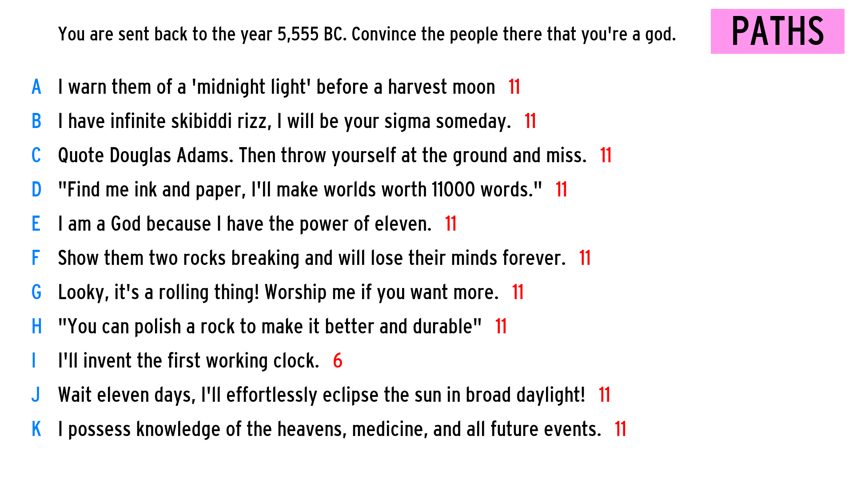 You are sent back to the year 5,555 BC. Convince the people there that you're a god.
PATHS
A I warn them of a 'midnight light' before a harvest moon 11
B I have infinite skibiddi rizz, I will be your sigma someday. 11
C Quote Douglas Adams. Then throw yourself at the ground and miss. 11
D "Find me ink and paper, I'll make worlds worth 11000 words." 11
E I am a God because I have the power of eleven. 11
F Show them two rocks breaking and will lose their minds forever. 11
G Looky, it's a rolling thing! Worship me if you want more. 11
H "You can polish a rock to make it better and durable" 11
I I'll invent the first working clock. 6
J Wait eleven days, I'll effortlessly eclipse the sun in broad daylight! 11
K I possess knowledge of the heavens, medicine, and all future events. 11